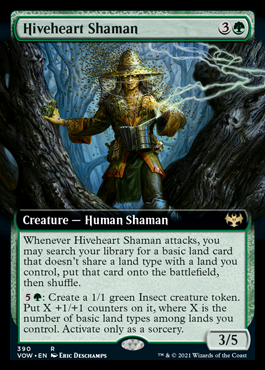 Hiveheart Shaman 3
Creature — Human Shaman
Whenever Hiveheart Shaman attacks, you
may search your library for a basic land card
that doesn't share a land type with a land you
control, put that card onto the battlefield,
then shuffle.
5 : Create a 1/1 green Insect creature token.
Put X +1/+1 counters on it, where X is the
number of basic land types among lands you
control. Activate only as a sorcery.
3/5
390 R
VOW • EN ERIC DESCHAMPS
™ & © 2021 Wizards of the Coast